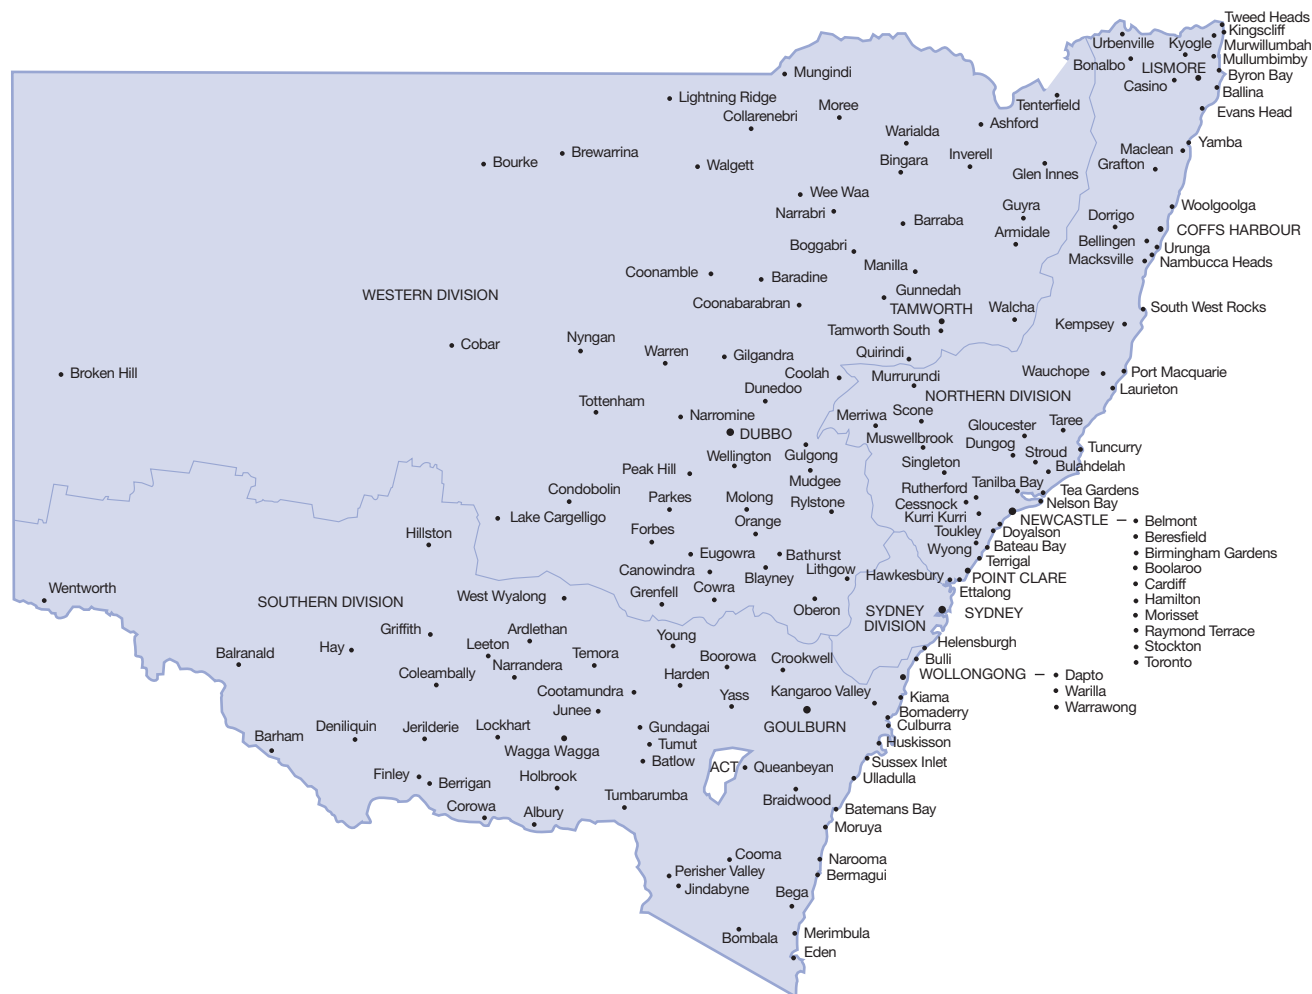 Tweed Heads
Kingscliff
Urbenville
Kyogle
Murwillumbah
Mullumbimby
Bonalbo
LISMORE
Byron Bay
Mungindi
Casino
Ballina
Lightning Ridge
Moree
Tenterfield
Evans Head
Collarenebri
Ashford
Warialda
Yamba
Maclean
Brewarrina
Bourke
Walgett
Bingara
Inverell
Glen Innes
Grafton
Wee Waa
Narrabri
Barraba
Guyra
Armidale
Dorrigo
Woolgoolga
COFFS HARBOUR
Bellingen
Urunga
Boggabri
Macksville
Nambucca Heads
Coonamble
Baradine
Manilla
WESTERN DIVISION
Gunnedah
Coonabarabran
TAMWORTH
Walcha
South West Rocks
Tamworth South
Kempsey
Cobar
Nyngan
Warren
Gilgandra
Quirindi
Broken Hill
Coolah
Murrurundi
Wauchope
Port Macquarie
Dunedoo
Laurieton
NORTHERN DIVISION
Tottenham
Narromine
Merriwa
Scone
Gloucester
Taree
DUBBO
Muswellbrook
Dungog
Stroud
Tuncurry
Wellington
Gulgong
Singleton
Bulahdelah
Peak Hill
Mudgee
Rutherford
Tanilba Bay
Condobolin
Parkes
Molong
Rylstone
Cessnock
Tea Gardens
Nelson Bay
Lake Cargelligo
Orange
Kurri Kurri
NEWCASTLE
Belmont
Hillston
Forbes
Toukley
Doyalson
Beresfield
Eugowra
Bathurst
Wyong
Bateau Bay
Birmingham Gardens
Canowindra
Lithgow
Terrigal
Boolaroo
Blayney
Hawkesbury
POINT CLARE
Cardiff
Wentworth
Cowra
Ettalong
Hamilton
West Wyalong
Grenfell
Oberon
SOUTHERN DIVISION
SYDNEY
DIVISION
SYDNEY
Morisset
Griffith
Ardlethan
Young
Raymond Terrace
Leeton
Helensburgh
Stockton
Balranald
Hay
Narrandera
Temora
Boorowa
Crookwell
Bulli
Toronto
Coleambally
Harden
WOLLONGONG
Dapto
Cootamundra
Yass
Kangaroo Valley
Kiama
Warilla
Junee
Bomaderry
Warrawong
Deniliquin
Jerilderie
Lockhart
Gundagai
GOULBURN
Culburra
Barham
Wagga Wagga
Tumut
Huskisson
Batlow
ACT
Queanbeyan
Sussex Inlet
Finley
Berrigan
Holbrook
Ulladulla
Tumbarumba
Braidwood
Corowa
Albury
Batemans Bay
Moruya
Cooma
Narooma
Perisher Valley
Bermagui
Jindabyne
Bega
Bombala
Merimbula
Eden